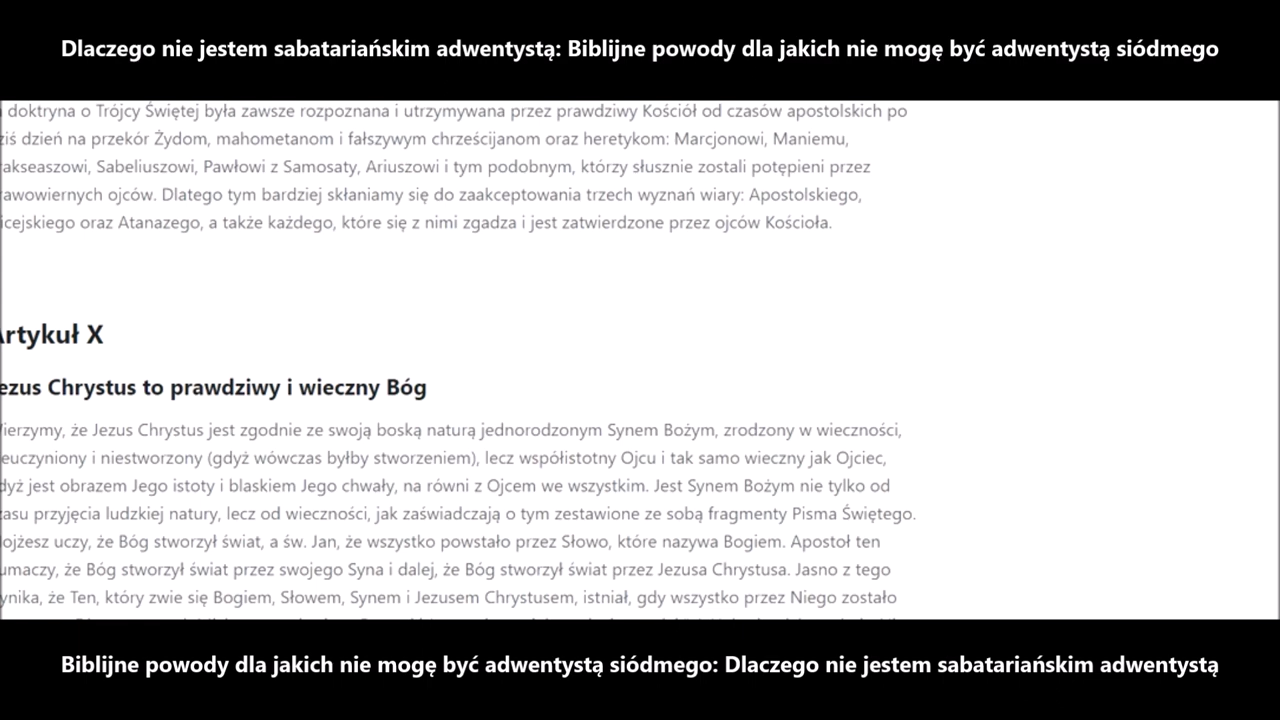 Dlaczego nie jestem sabatariańskim adwentystą: Biblijne powody dla jakich nie mogę być adwentystą siódmego
doktryna o Trójcy Świętej była zawsze rozpoznana i utrzymywana przez prawdziwy Kościół od czasów apostolskich po
ziś dzień na przekór Żydom, mahometanom i fałszywym chrześcijanom oraz heretykom: Marcjonowi, Maniemu,
rakseaszowi, Sabeliuszowi, Pawłowi z Samosaty, Ariuszowi i tym podobnym, którzy słusznie zostali potępieni przez
rawowiernych ojców. Dlatego tym bardziej skłaniamy się do zaakceptowania trzech wyznań wiary: Apostolskiego,
icejskiego oraz Atanazego, a także każdego, które się z nimi zgadza i jest zatwierdzone przez ojców Kościoła.
Artykuł X
ezus Chrystus to prawdziwy i wieczny Bóg
ierzymy, że Jezus Chrystus jest zgodnie ze swoją boską naturą jednorodzonym Synem Bożym, zrodzony w wieczności,
euczyniony i niestworzony (gdyż wówczas byłby stworzeniem), lecz współistotny Ojcu i tak samo wieczny jak Ojciec,
dyż jest obrazem Jego istoty i blaskiem Jego chwały, na równi z Ojcem we wszystkim. Jest Synem Bożym nie tylko od
zasu przyjęcia ludzkiej natury, lecz od wieczności, jak zaświadczają o tym zestawione ze sobą fragmenty Pisma Świętego.
ojżesz uczy, że Bóg stworzył świat, a św. Jan, że wszystko powstało przez Słowo, które nazywa Bogiem. Apostoł ten
umaczy, że Bóg stworzył świat przez swojego Syna i dalej, że Bóg stworzył świat przez Jezusa Chrystusa. Jasno z tego
ynika, że Ten, który zwie się Bogiem, Słowem, Synem i Jezusem Chrystusem, istniał, gdy wszystko przez Niego zostało
Biblijne powody dla jakich nie mogę być adwentystą siódmego: Dlaczego nie jestem sabatariańskim adwentystą